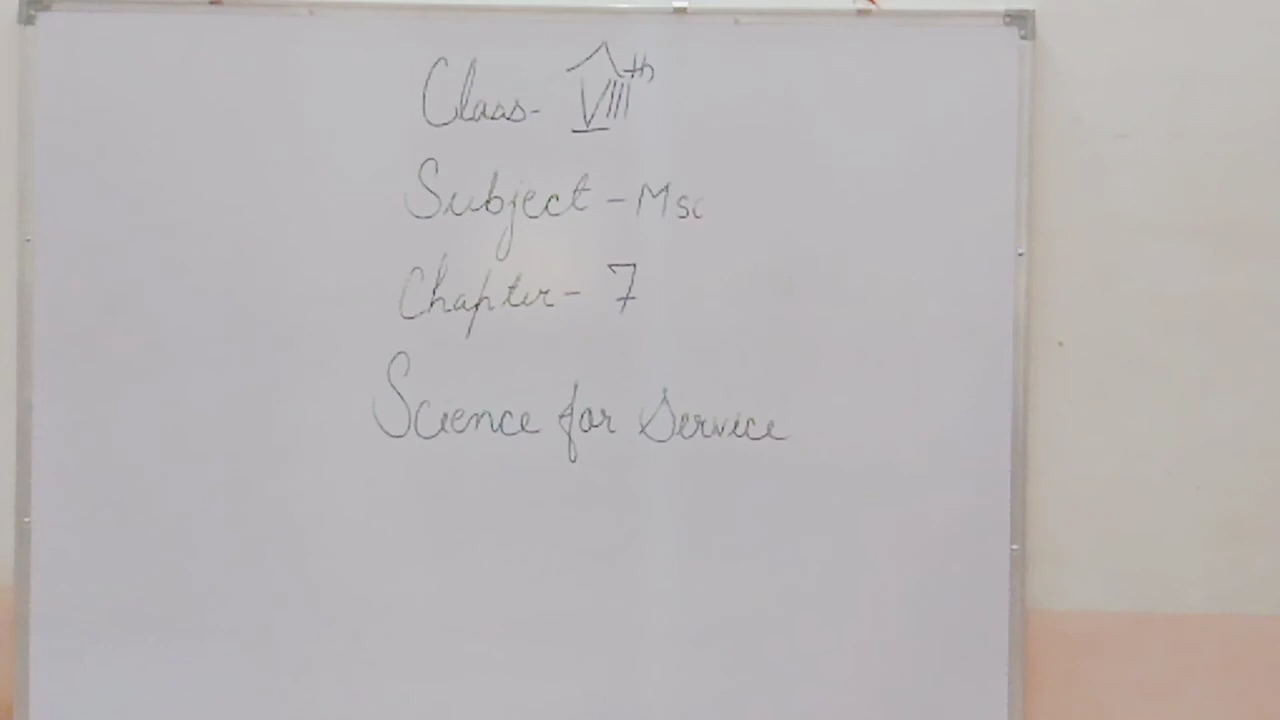 Class- VIIIth
Subject - Msc
Chapter- 7
Science for Service